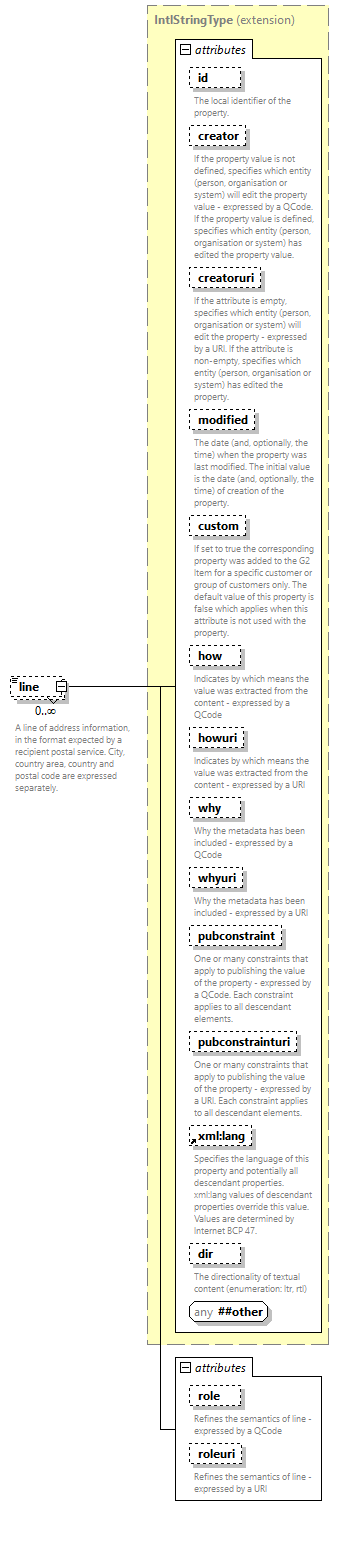 IntlStringType (extension)
attributes
id
The local identifier of the
property.
creator
If the property value is not
defined, specifies which entity
(person, organisation or
system) will edit the property
value - expressed by a QCode.
If the property value is defined,
specifies which entity (person,
organisation or system) has
edited the property value.
creatoruri
If the attribute is empty,
specifies which entity (person,
organisation or system) will
edit the property - expressed
by a URI. If the attribute is
non-empty, specifies which
entity (person, organisation or
system) has edited the
property.
modified
The date (and, optionally, the
time) when the property was
last modified. The initial value
is the date (and, optionally, the
time) of creation of the
property.
custom
If set to true the corresponding
property was added to the G2
Item for a specific customer or
group of customers only. The
default value of this property is
false which applies when this
attribute is not used with the
property.
how
Indicates by which means the
value was extracted from the
content - expressed by a
QCode
line
0..∞
A line of address information,
in the format expected by a
recipient postal service. City,
country area, country and
postal code are expressed
separately.
howuri
Indicates by which means the
value was extracted from the
content - expressed by a URI
why
Why the metadata has been
included - expressed by a
QCode
whyuri
Why the metadata has been
included - expressed by a URI
pubconstraint
One or many constraints that
apply to publishing the value
of the property - expressed by
a QCode. Each constraint
applies to all descendant
elements.
pubconstrainturi
One or many constraints that
apply to publishing the value
of the property - expressed by
a URI. Each constraint applies
to all descendant elements.
xml:lang
Specifies the language of this
property and potentially all
descendant properties.
xml:lang values of descendant
properties override this value.
Values are determined by
Internet BCP 47.
dir
The directionality of textual
content (enumeration: ltr, rtl)
any ##other
attributes
role
Refines the semantics of line -
expressed by a QCode
roleuri
Refines the semantics of line -
expressed by a URI